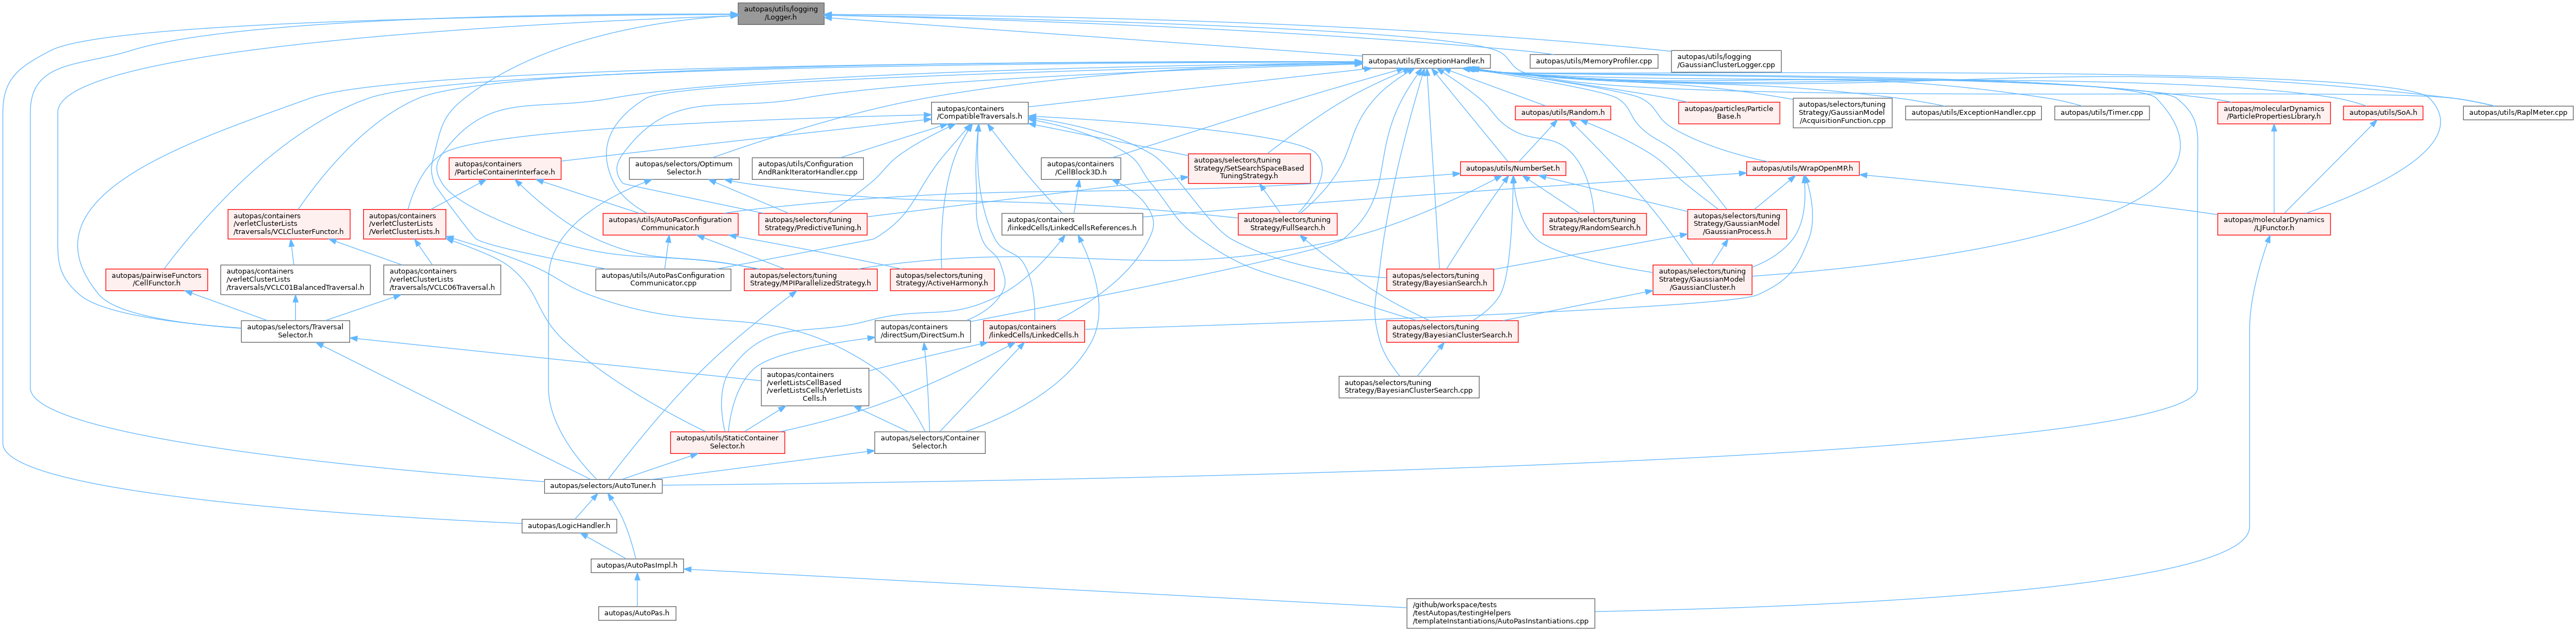 autopas/utils/logging
/Logger.h
autopas/utils/ExceptionHandler.h
autopas/utils/MemoryProfiler.cpp
autopas/utils/logging
/GaussianClusterLogger.cpp
autopas/containers
/CompatibleTraversals.h
autopas/utils/Random.h
autopas/particles/Particle
Base.h
autopas/selectors/tuning
Strategy/GaussianModel
/AcquisitionFunction.cpp
autopas/utils/ExceptionHandler.cpp
autopas/utils/Timer.cpp
autopas/molecularDynamics
/ParticlePropertiesLibrary.h
autopas/utils/SoA.h
autopas/utils/RaplMeter.cpp
autopas/containers
/ParticleContainerInterface.h
autopas/selectors/Optimum
Selector.h
autopas/utils/Configuration
AndRankIteratorHandler.cpp
autopas/containers
/CellBlock3D.h
autopas/selectors/tuning
Strategy/SetSearchSpaceBased
TuningStrategy.h
autopas/utils/NumberSet.h
autopas/utils/WrapOpenMP.h
autopas/containers
/verletClusterLists
/traversals/VCLClusterFunctor.h
autopas/containers
/verletClusterLists
/VerletClusterLists.h
autopas/utils/AutoPasConfiguration
Communicator.h
autopas/selectors/tuning
Strategy/PredictiveTuning.h
autopas/containers
/linkedCells/LinkedCellsReferences.h
autopas/selectors/tuning
Strategy/FullSearch.h
autopas/selectors/tuning
Strategy/RandomSearch.h
autopas/selectors/tuning
Strategy/GaussianModel
/GaussianProcess.h
autopas/molecularDynamics
/LJFunctor.h
autopas/pairwiseFunctors
/CellFunctor.h
autopas/containers
/verletClusterLists
/traversals/VCLC01BalancedTraversal.h
autopas/containers
/verletClusterLists
/traversals/VCLC06Traversal.h
autopas/utils/AutoPasConfiguration
Communicator.cpp
autopas/selectors/tuning
Strategy/MPIParallelizedStrategy.h
autopas/selectors/tuning
Strategy/ActiveHarmony.h
autopas/selectors/tuning
Strategy/BayesianSearch.h
autopas/selectors/tuning
Strategy/GaussianModel
/GaussianCluster.h
autopas/selectors/Traversal
Selector.h
autopas/containers
/directSum/DirectSum.h
autopas/containers
/linkedCells/LinkedCells.h
autopas/selectors/tuning
Strategy/BayesianClusterSearch.h
autopas/containers
/verletListsCellBased
/verletListsCells/VerletLists
Cells.h
autopas/selectors/tuning
Strategy/BayesianClusterSearch.cpp
autopas/utils/StaticContainer
Selector.h
autopas/selectors/Container
Selector.h
autopas/selectors/AutoTuner.h
autopas/LogicHandler.h
autopas/AutoPasImpl.h
autopas/AutoPas.h
/github/workspace/tests
/testAutopas/testingHelpers
/templateInstantiations/AutoPasInstantiations.cpp